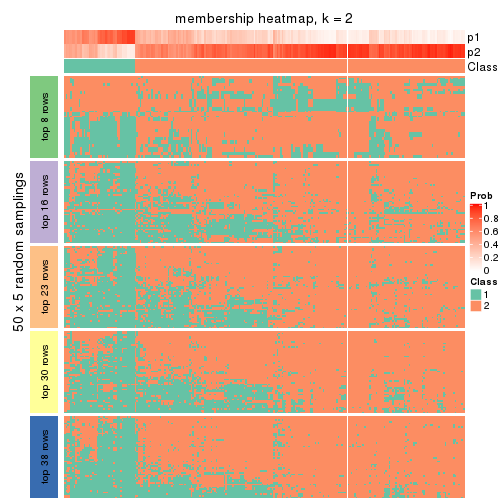 membership heatmap, k = 2
p1
p2
Class
50 x 5 random samplings
top 8 rows
top 16 rows
top 23 rows
top 30 rows
top 38 rows
Prob
1
0.8
0.6
0.4
0.2
0
Class
1
2